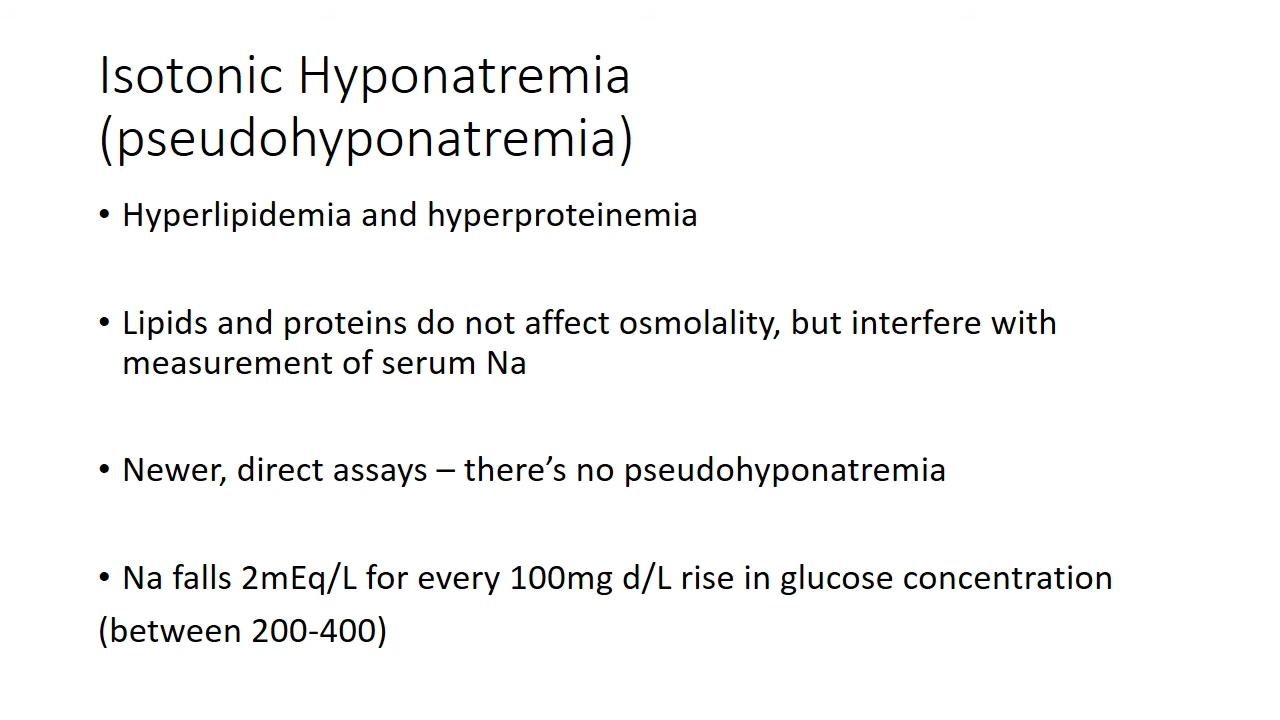 Isotonic Hyponatremia
(pseudohyponatremia)
• Hyperlipidemia and hyperproteinemia
• Lipids and proteins do not affect osmolality, but interfere with
measurement of serum Na
• Newer, direct assays – there’s no pseudohyponatremia
• Na falls 2mEq/L for every 100mg d/L rise in glucose concentration
(between 200-400)